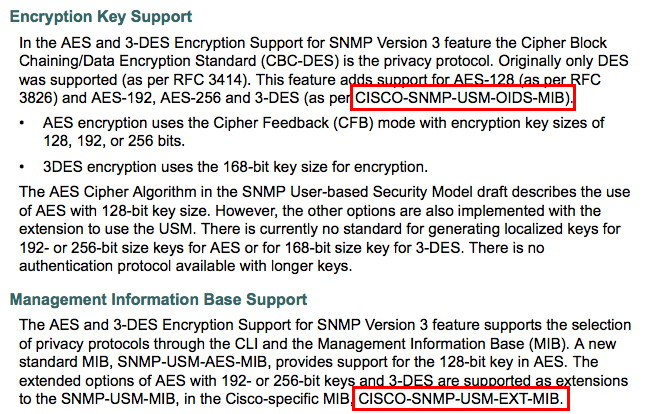 Encryption Key Support
In the AES and 3-DES Encryption Support for SNMP Version 3 feature the Cipher Block
Chaining/Data Encryption Standard (CBC-DES) is the privacy protocol. Originally only DES
was supported (as per RFC 3414). This feature adds support for AES-128 (as per RFC
3826) and AES-192, AES-256 and 3-DES (as per CISCO-SNMP-USM-OIDS-MIB).
• AES encryption uses the Cipher Feedback (CFB) mode with encryption key sizes of
128, 192, or 256 bits.
• 3DES encryption uses the 168-bit key size for encryption.
The AES Cipher Algorithm in the SNMP User-based Security Model draft describes the use
of AES with 128-bit key size. However, the other options are also implemented with the
extension to use the USM. There is currently no standard for generating localized keys for
192- or 256-bit size keys for AES or for 168-bit size key for 3-DES. There is no
authentication protocol available with longer keys.
Management Information Base Support
The AES and 3-DES Encryption Support for SNMP Version 3 feature supports the selection
of privacy protocols through the CLI and the Management Information Base (MIB). A new
standard MIB, SNMP-USM-AES-MIB, provides support for the 128-bit key in AES. The
extended options of AES with 192- or 256-bit keys and 3-DES are supported as extensions
to the SNMP-USM-MIB, in the Cisco-specific MIB, CISCO-SNMP-USM-EXT-MIB.